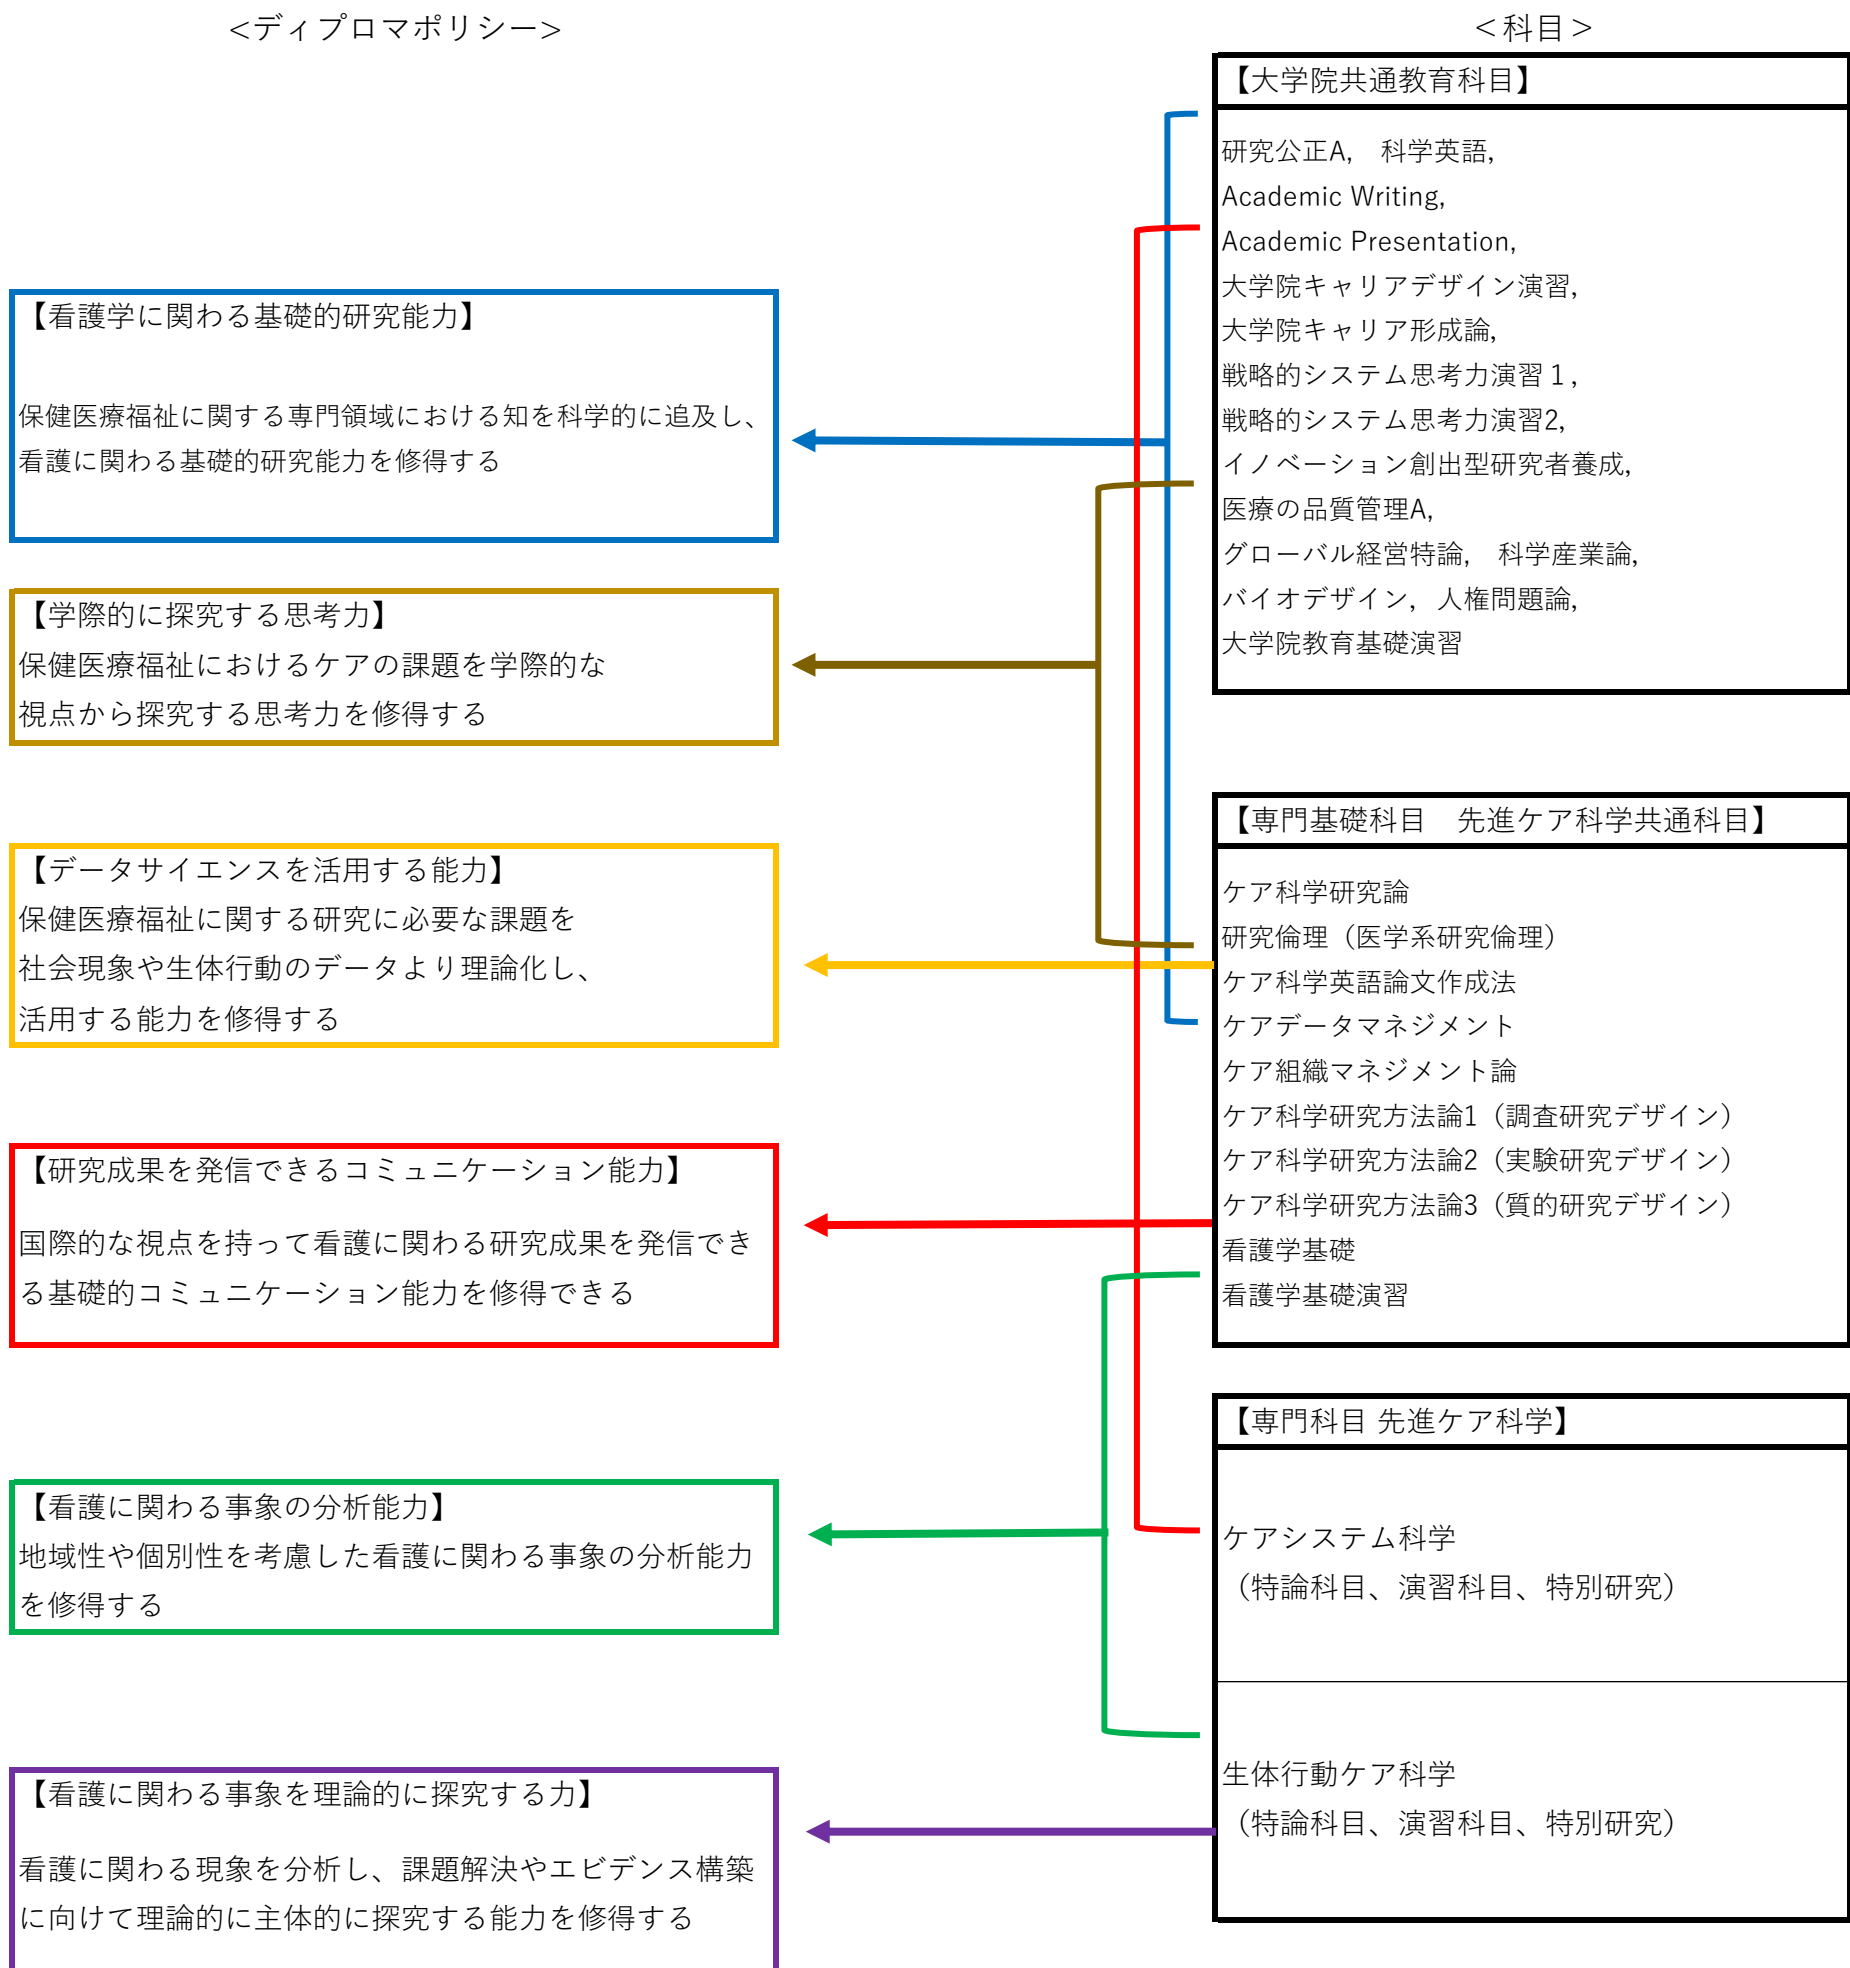 <ディプロマポリシー>
【看護学に関わる基礎的研究能力】
保健医療福祉に関する専門領域における知を科学的に追及し、
看護に関わる基礎的研究能力を修得する
【学際的に探究する思考力】
保健医療福祉におけるケアの課題を学際的な
視点から探究する思考力を修得する
【データサイエンスを活用する能力】
保健医療福祉に関する研究に必要な課題を
社会現象や生体行動のデータより理論化し、
活用する能力を修得する
【研究成果を発信できるコミュニケーション能力】
国際的な視点を持って看護に関わる研究成果を発信でき
る基礎的コミュニケーション能力を修得できる
【看護に関わる事象の分析能力】
地域性や個別性を考慮した看護に関わる事象の分析能力
を修得する
【看護に関わる事象を理論的に探究する力】
看護に関わる現象を分析し、課題解決やエビデンス構築
に向けて理論的に主体的に探究する能力を修得する
＜科目＞
【大学院共通教育科目】
研究公正A,　科学英語,
Academic Writing,
Academic Presentation,
大学院キャリアデザイン演習,
大学院キャリア形成論,
戦略的システム思考力演習１,
戦略的システム思考力演習2,
イノベーション創出型研究者養成,
医療の品質管理A,
グローバル経営特論,　科学産業論,
バイオデザイン, 人権問題論,
大学院教育基礎演習
【専門基礎科目　先進ケア科学共通科目】
ケア科学研究論
研究倫理（医学系研究倫理）
ケア科学英語論文作成法
ケアデータマネジメント
ケア組織マネジメント論
ケア科学研究方法論1（調査研究デザイン）
ケア科学研究方法論2（実験研究デザイン）
ケア科学研究方法論3（質的研究デザイン）
看護学基礎
看護学基礎演習
【専門科目 先進ケア科学】
ケアシステム科学
（特論科目、演習科目、特別研究）
生体行動ケア科学
（特論科目、演習科目、特別研究）